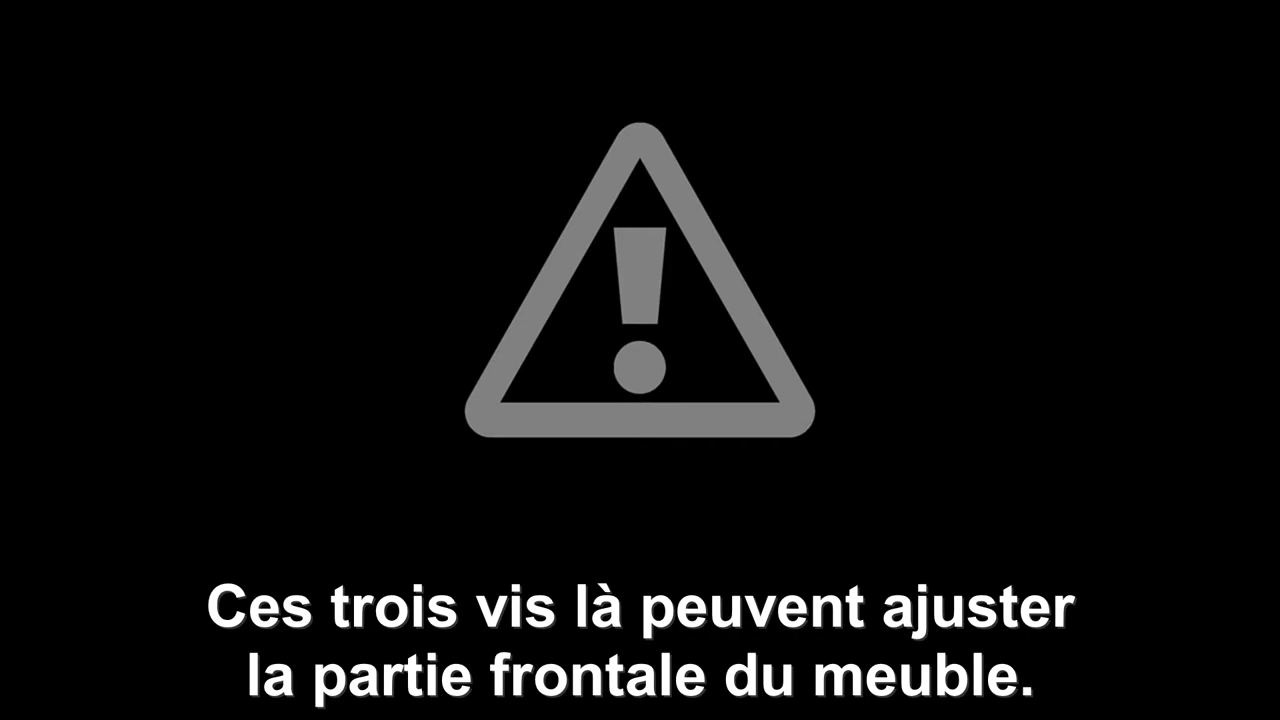 Ces trois vis là peuvent ajuster
la partie frontale du meuble.